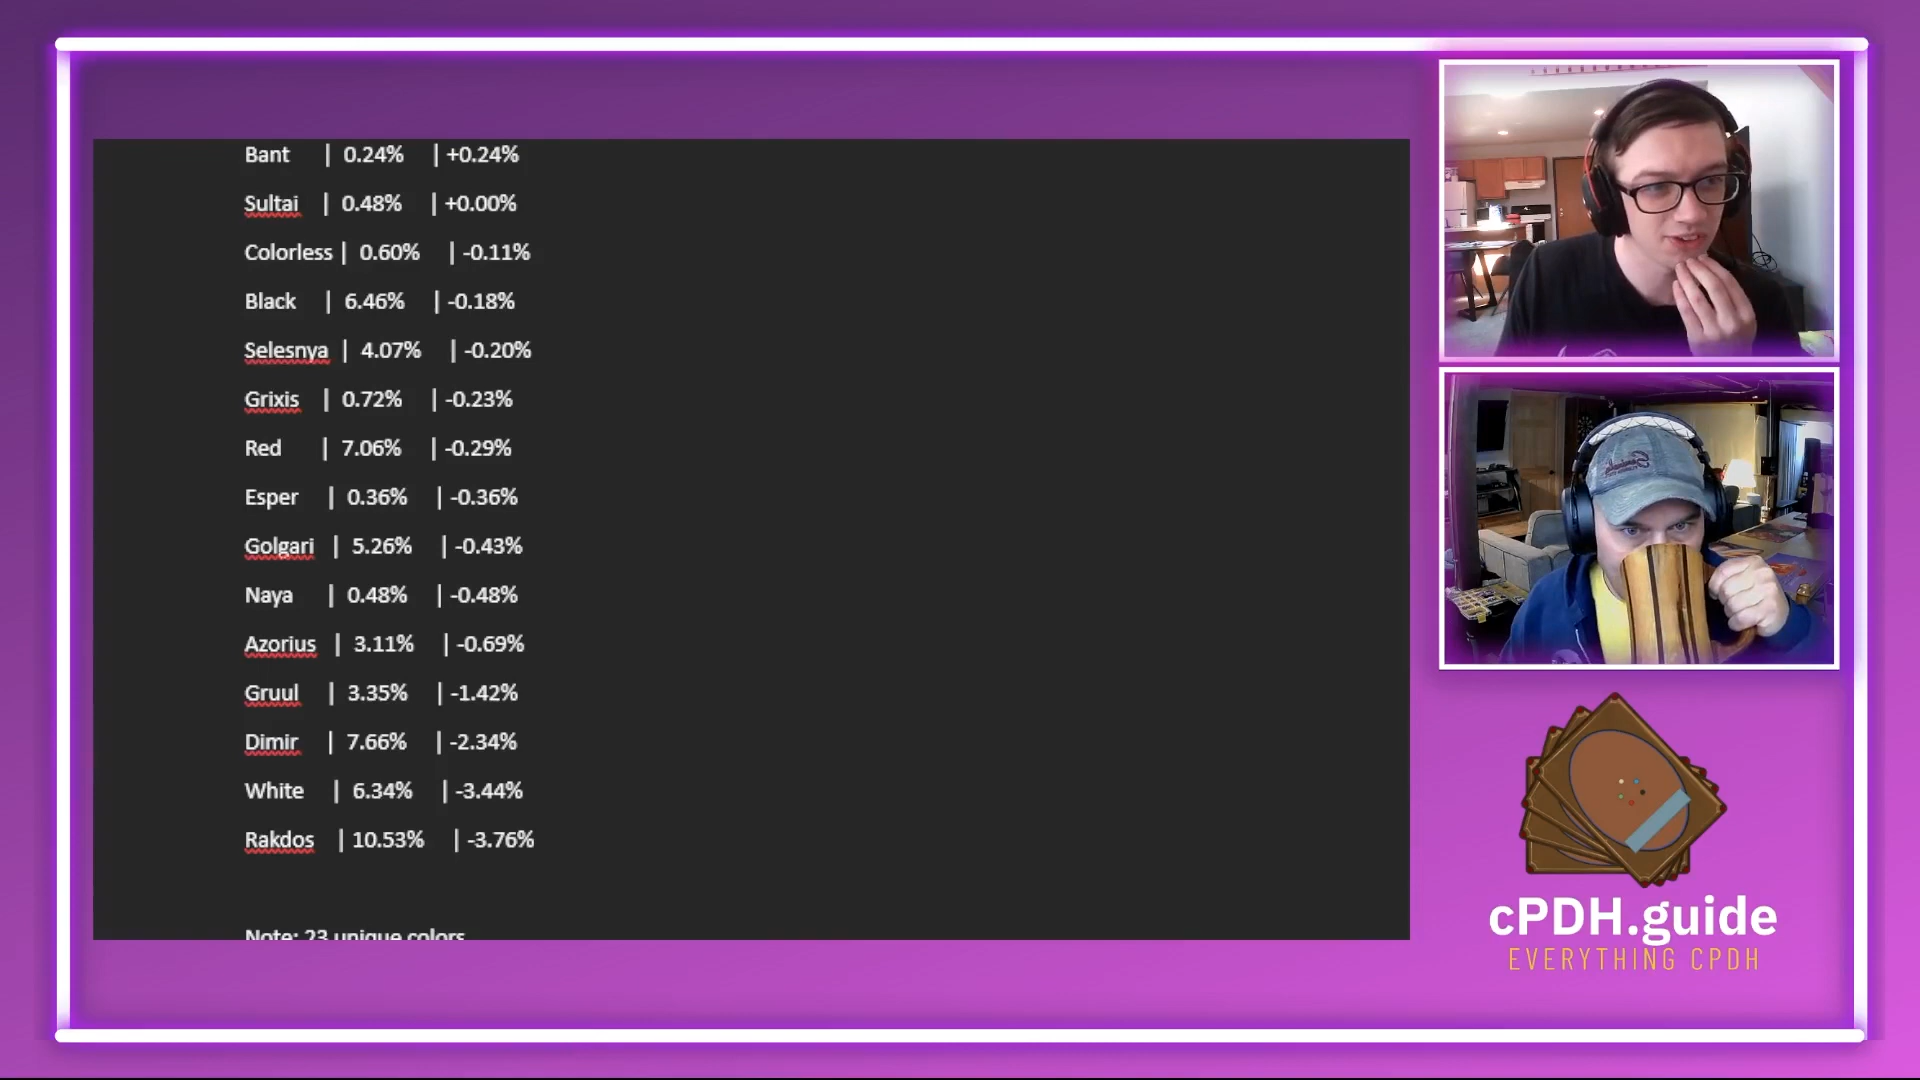 Bant | 0.24% | +0.24%
Sultai | 0.48% | +0.00%
Colorless | 0.60% | -0.11%
Black | 6.46% | -0.18%
Selesnya | 4.07% | -0.20%
Grixis | 0.72% | -0.23%
Red | 7.06% | -0.29%
Esper | 0.36% | -0.36%
Golgari | 5.26% | -0.43%
Naya | 0.48% | -0.48%
Azorius | 3.11% | -0.69%
Gruul | 3.35% | -1.42%
Dimir | 7.66% | -2.34%
White | 6.34% | -3.44%
Rakdos | 10.53% | -3.76%
Note: 23 unique colors
cPDH.guide
EVERYTHING CPDH